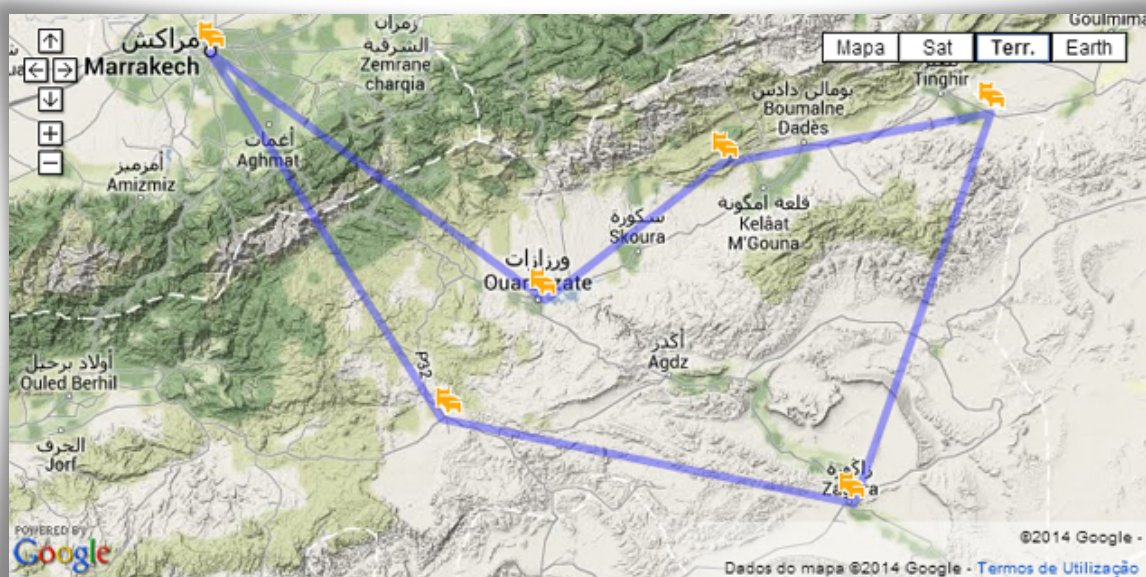 Goulmima
زمران
الشرقية
Zemrane
charqia
مراكش
Marrakech
Mapa
Sat
Terr.
Earth
Tinghir
بومالن دادس
Boumalne
Dadès
أغمات
Aghmat
أمزميز
Amizmiz
قلعة امكونة
Kelâat
M'Gouna
سكورة
Skoura
ورزازات
أكدز
Agdz
P32
أولاد برحيل
Ouled Berhil
الجرف
Jorf
زاكورة
POWERED BY
Google
©2014 Google -
Dados do mapa ©2014 Google - Termos de Utilização